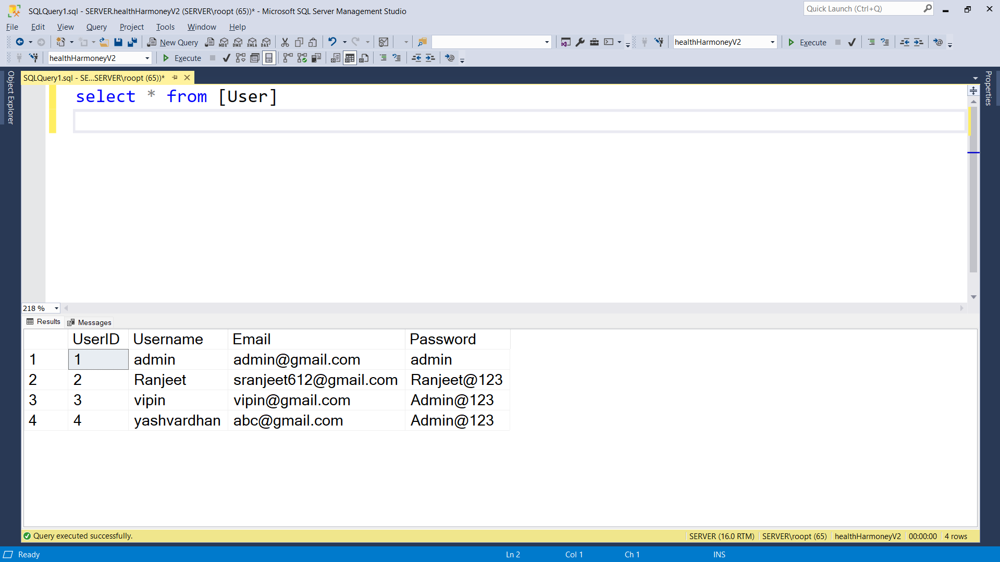 SQLQuery1.sql - SERVER.healthHarmoneyV2 (SERVER\roopt (65))* - Microsoft SQL Server Management Studio
Quick Launch (Ctrl+Q)
File Edit View Query Project Tools Window Help
New Query MDX DMX XMLA DAX healthHarmoneyV2 Execute
healthHarmoneyV2 Execute
Object Explorer
SQLQuery1.sql - SE...SERVER\roopt (65))*
Properties
select * from [User]
218 %
Results Messages
UserID Username Email Password
1 1 admin admin@gmail.com admin
2 2 Ranjeet sranjeet612@gmail.com Ranjeet@123
3 3 vipin vipin@gmail.com Admin@123
4 4 yashvardhan abc@gmail.com Admin@123
Query executed successfully. SERVER (16.0 RTM) SERVER\roopt (65) healthHarmoneyV2 00:00:00 4 rows
Ready Ln 2 Col 1 Ch 1 INS